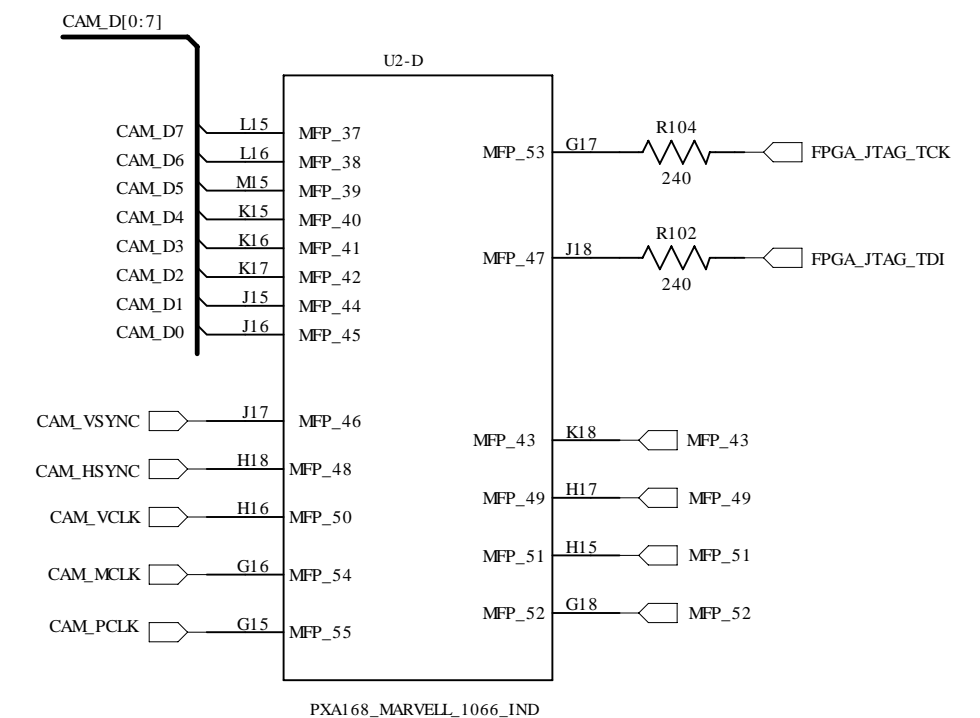 CAM_D[0:7]
U2-D
CAM_D7 L15 MFP_37
CAM_D6 L16 MFP_38
CAM_D5 M15 MFP_39
CAM_D4 K15 MFP_40
CAM_D3 K16 MFP_41
CAM_D2 K17 MFP_42
CAM_D1 J15 MFP_44
CAM_D0 J16 MFP_45
CAM_VSYNC J17 MFP_46
CAM_HSYNC H18 MFP_48
CAM_VCLK H16 MFP_50
CAM_MCLK G16 MFP_54
CAM_PCLK G15 MFP_55
R104
MFP_53 G17 FPGA_JTAG_TCK
240
R102
MFP_47 J18 FPGA_JTAG_TDI
240
MFP_43 K18 MFP_43
MFP_49 H17 MFP_49
MFP_51 H15 MFP_51
MFP_52 G18 MFP_52
PXA168_MARVELL_1066_IND